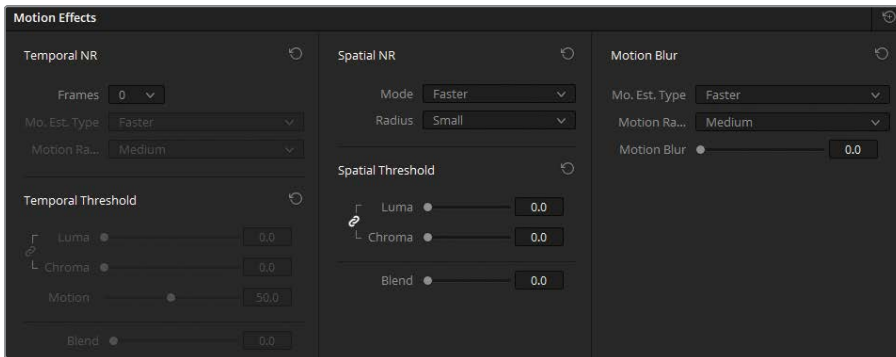 Motion Effects
Temporal NR
Frames 0
Mo. Est. Type Faster
Motion Ra... Medium
Temporal Threshold
Luma 0.0
Chroma 0.0
Motion 50.0
Blend 0.0
Spatial NR
Mode Faster
Radius Small
Spatial Threshold
Luma 0.0
Chroma 0.0
Blend 0.0
Motion Blur
Mo. Est. Type Faster
Motion Ra... Medium
Motion Blur 0.0